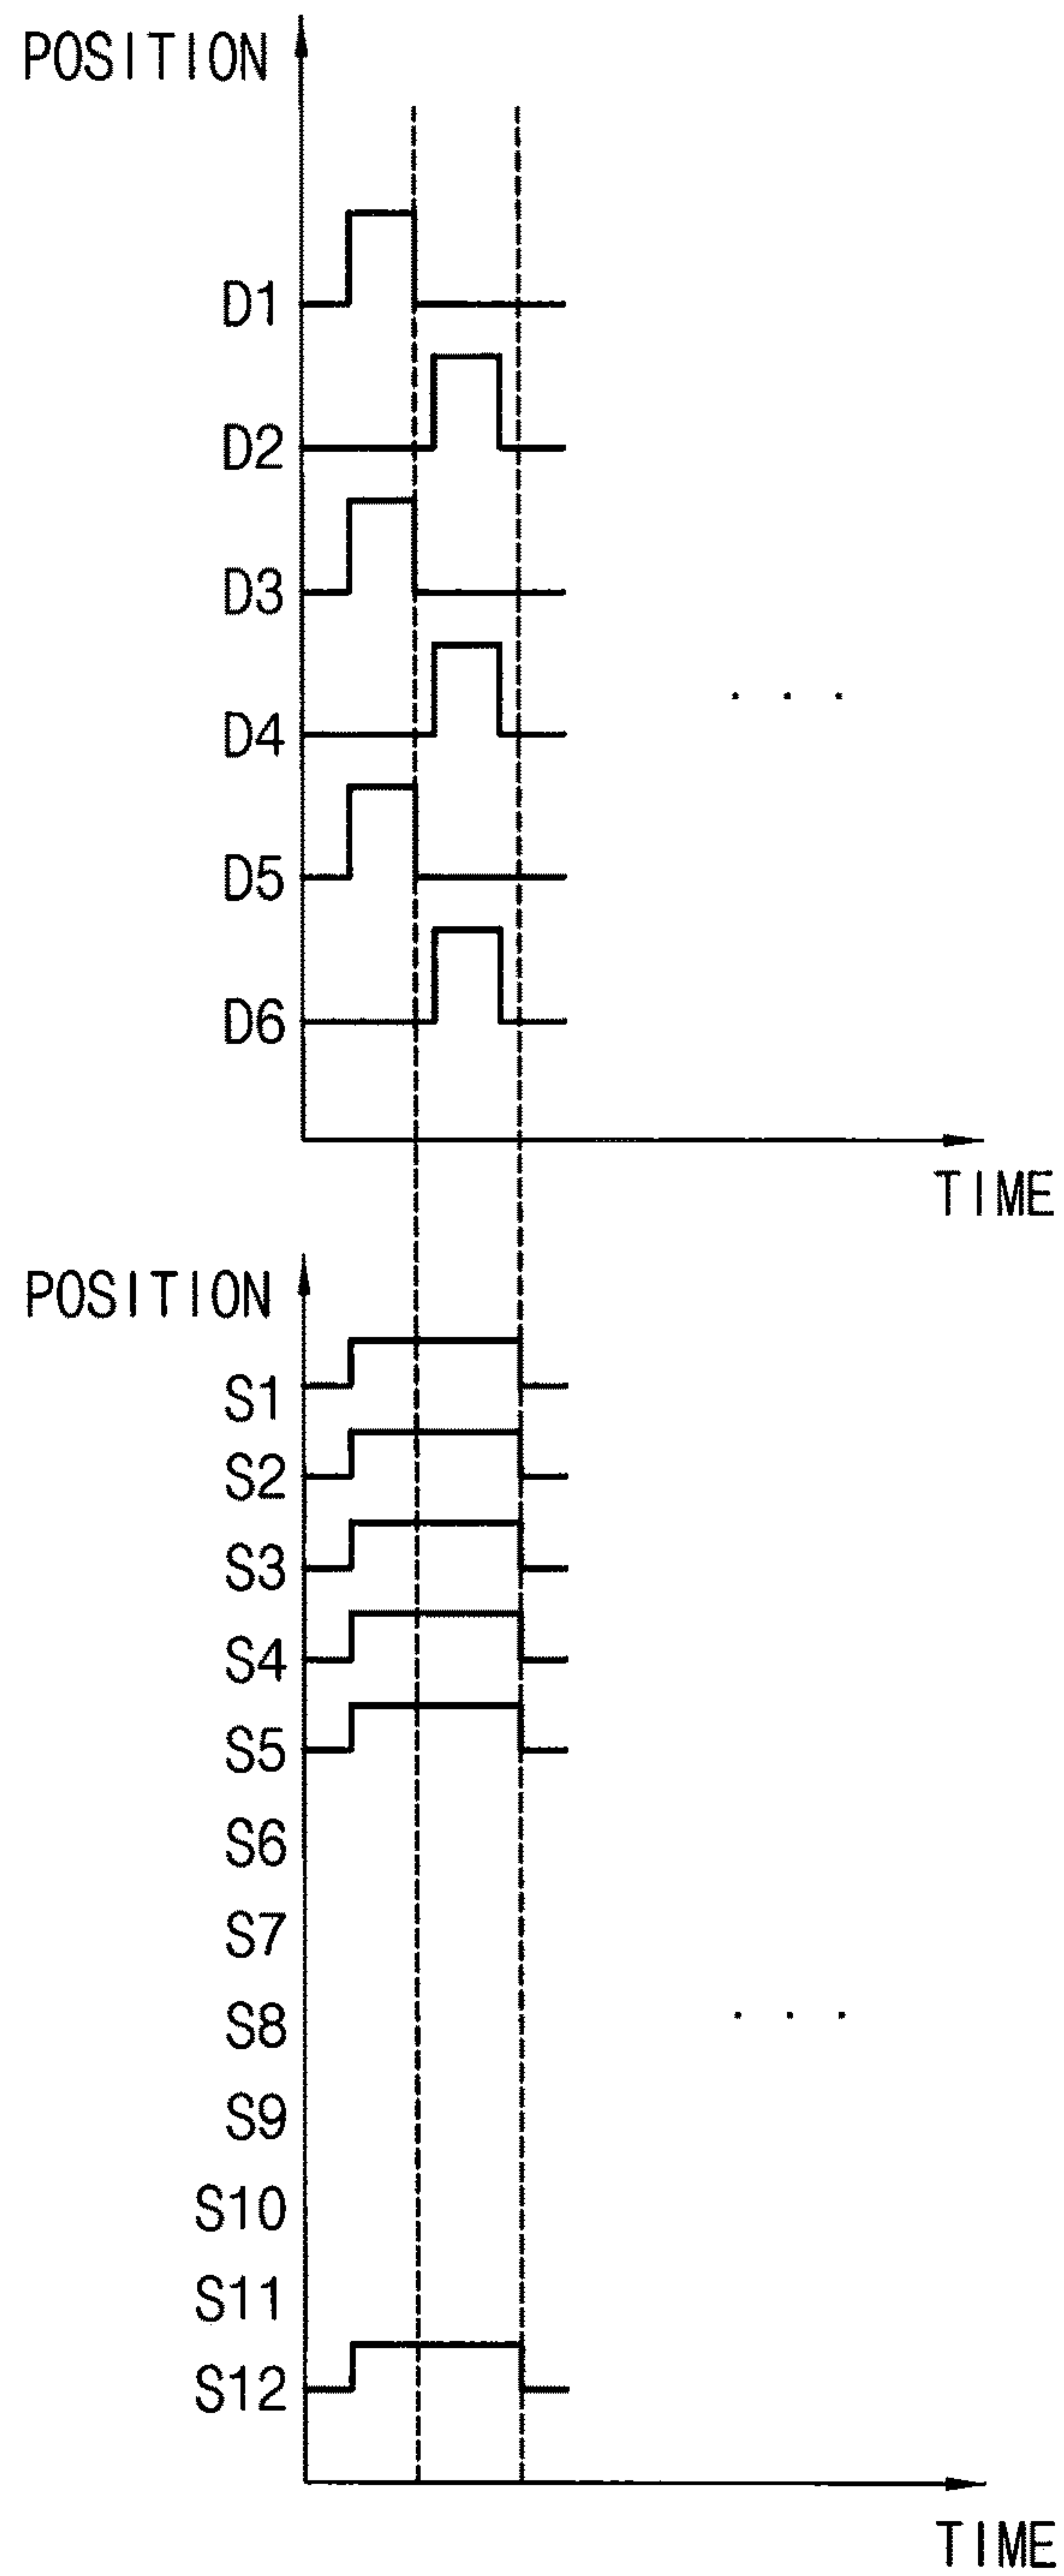 POSITION
D1
D2
D3
D4
. . .
D5
D6
TIME
POSITION
S1
S2
S3
S4
S5
S6
S7
S8
. . .
S9
S10
S11
S12
TIME